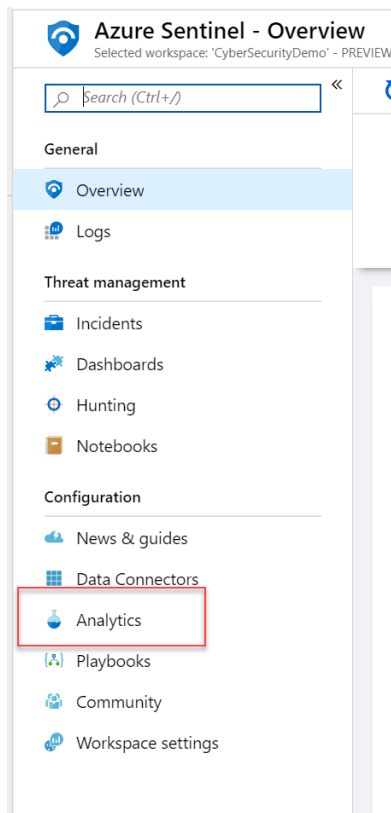 Azure Sentinel - Overview
Selected workspace: 'CyberSecurityDemo' - PREVIEW
Search (Ctrl+/)
«
General
Overview
Logs
Threat management
Incidents
Dashboards
Hunting
Notebooks
Configuration
News & guides
Data Connectors
Analytics
Playbooks
Community
Workspace settings